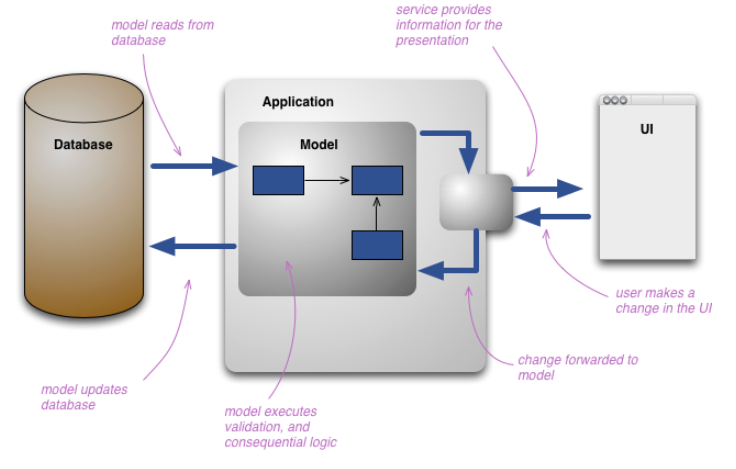 service provides
information for the
presentation
model reads from
database
Application
Database
Model
UI
user makes a
change in the UI
change forwarded to
model
model updates
database
model executes
validation, and
consequential logic